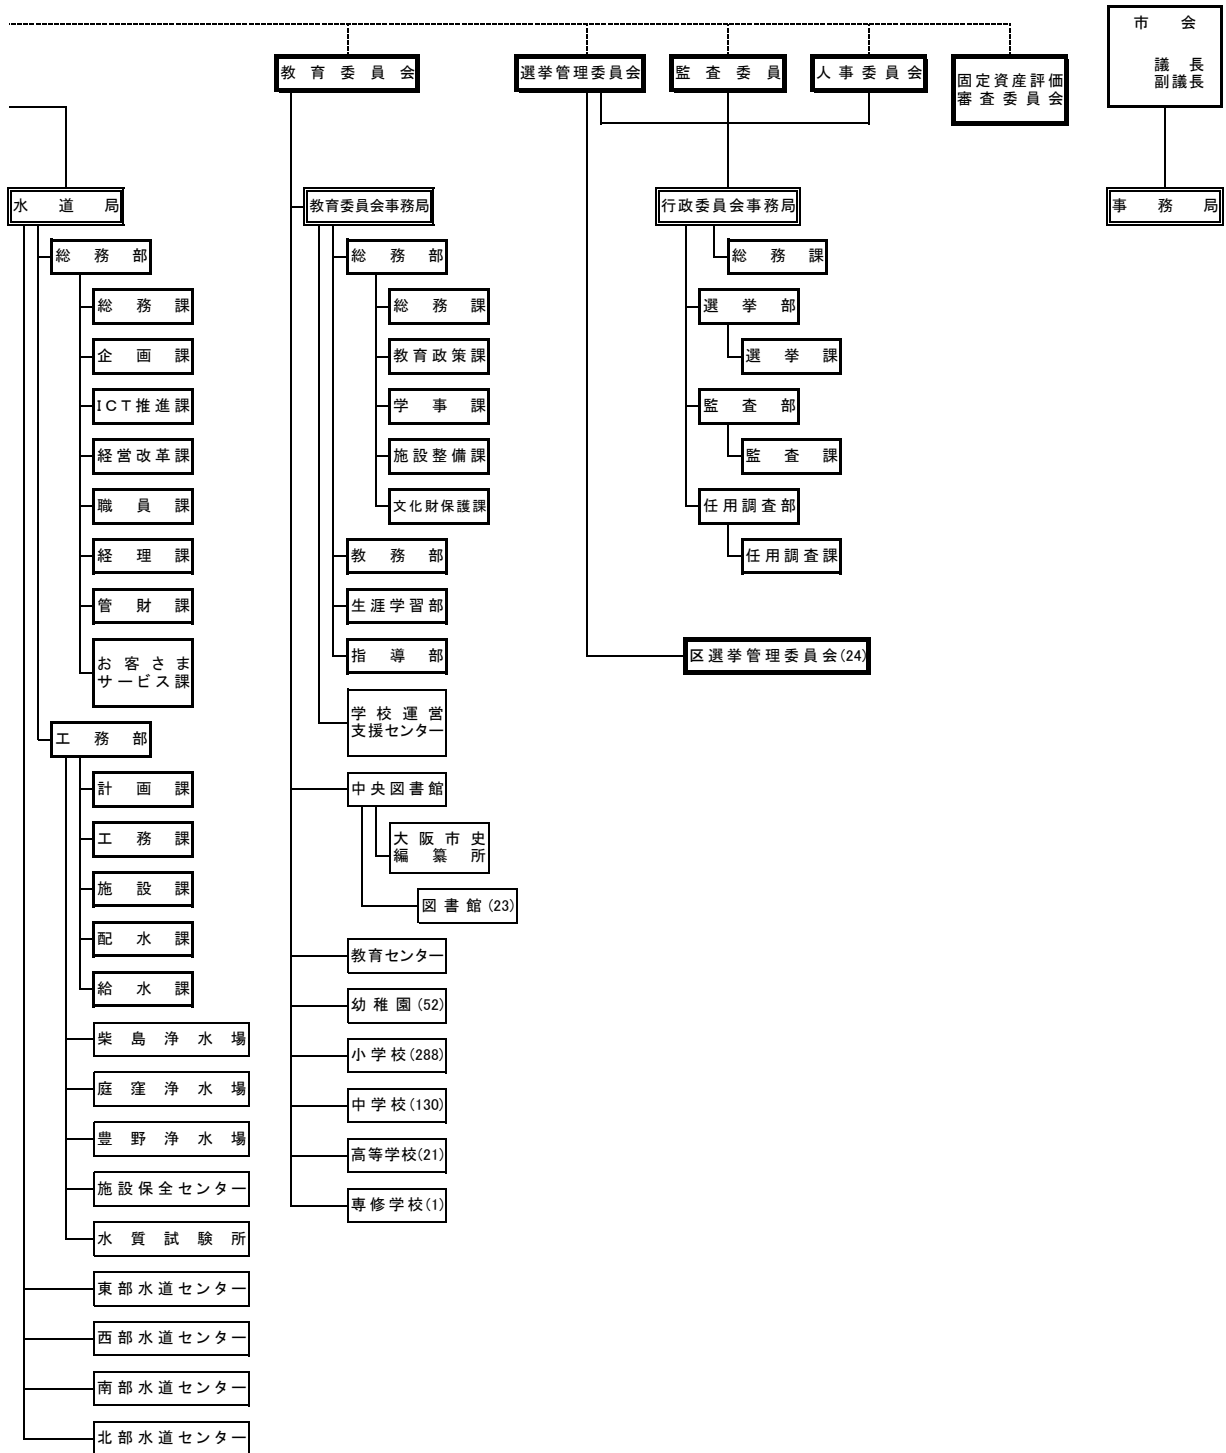 市会
議長
副議長
教育委員会
選挙管理委員会
監査委員
人事委員会
固定資産評価
審査委員会
水道局
総務部
総務課
企画課
ICT推進課
経営改革課
職員課
経理課
管財課
お客さま
サービス課
工務部
計画課
工務課
施設課
配水課
給水課
柴島浄水場
庭窪浄水場
豊野浄水場
施設保全センター
水質試験所
東部水道センター
西部水道センター
南部水道センター
北部水道センター
教育委員会事務局
総務部
総務課
教育政策課
学事課
施設整備課
文化財保護課
教務部
生涯学習部
指導部
学校運営
支援センター
中央図書館
大阪市史
編纂所
図書館(23)
教育センター
幼稚園(52)
小学校(288)
中学校(130)
高等学校(21)
専修学校(1)
行政委員会事務局
総務課
選挙部
選挙課
監査部
監査課
任用調査部
任用調査課
区選挙管理委員会(24)
事務局